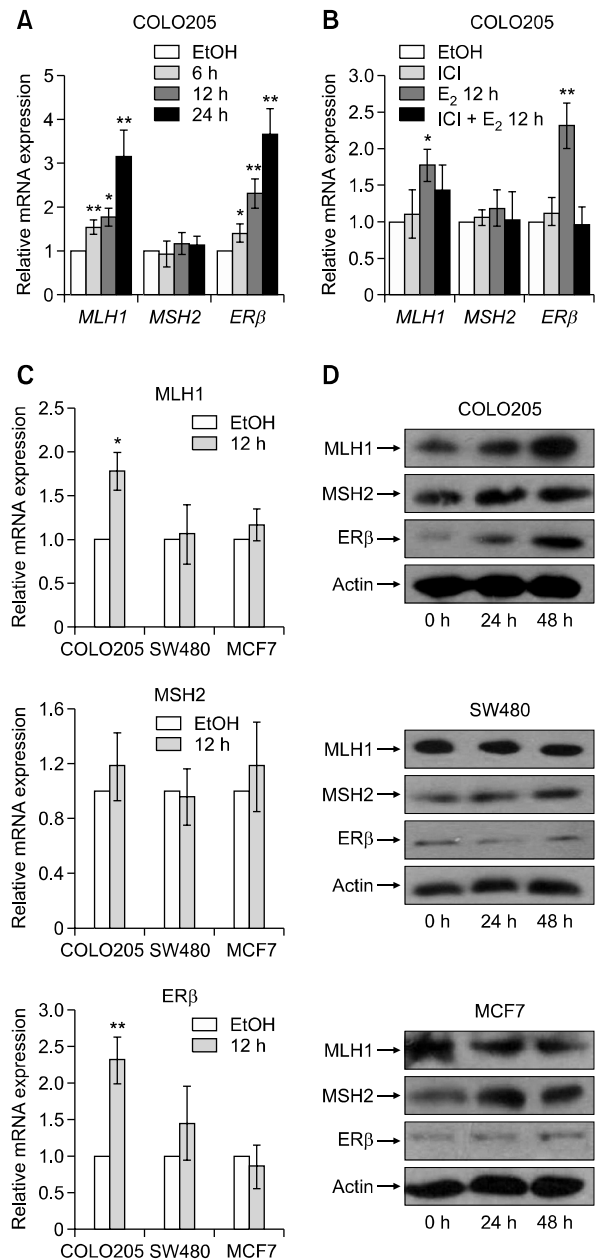 A
COLO205
EtOH
6 h
12 h
24 h
Relative mRNA expression
5
4
3
2
1
0
** * **
* ** **
MLH1 MSH2 ERβ
B
COLO205
EtOH
ICI
E2 12 h
ICI + E2 12 h
Relative mRNA expression
3.0
2.5
2.0
1.5
1.0
0.5
0
*
**
MLH1 MSH2 ERβ
C
MLH1
EtOH
12 h
Relative mRNA expression
2.5
2.0
1.5
1.0
0.5
0
*
COLO205 SW480 MCF7
MSH2
EtOH
12 h
Relative mRNA expression
1.6
1.2
0.8
0.4
0
COLO205 SW480 MCF7
ERβ
EtOH
12 h
Relative mRNA expression
3.0
2.5
2.0
1.5
1.0
0.5
0
**
COLO205 SW480 MCF7
D
COLO205
MLH1
MSH2
ERβ
Actin
0 h 24 h 48 h
SW480
MLH1
MSH2
ERβ
Actin
0 h 24 h 48 h
MCF7
MLH1
MSH2
ERβ
Actin
0 h 24 h 48 h